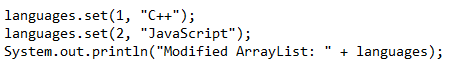 languages.set(1, "C++");
languages.set(2, "JavaScript");
System.out.println("Modified ArrayList: " + languages);